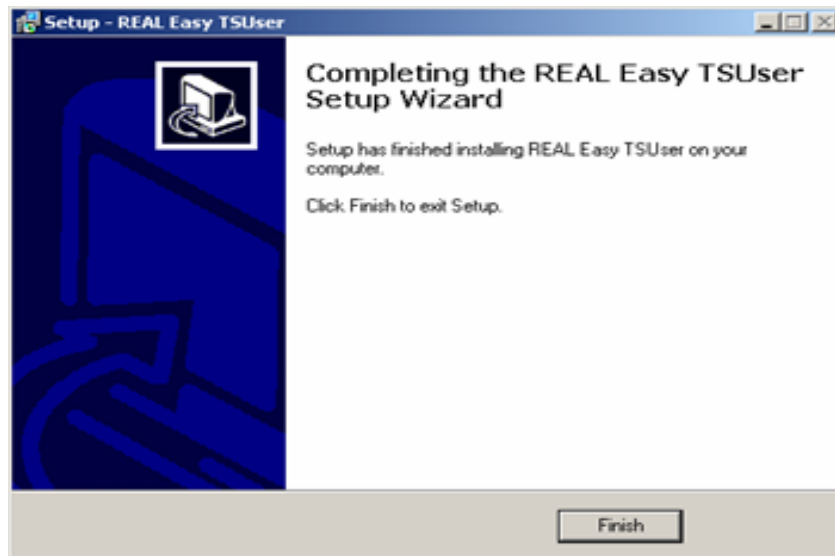 Setup - REAL Easy TSUser
Completing the REAL Easy TSUser
Setup Wizard
Setup has finished installing REAL Easy TSUser on your
computer.
Click Finish to exit Setup.
Finish